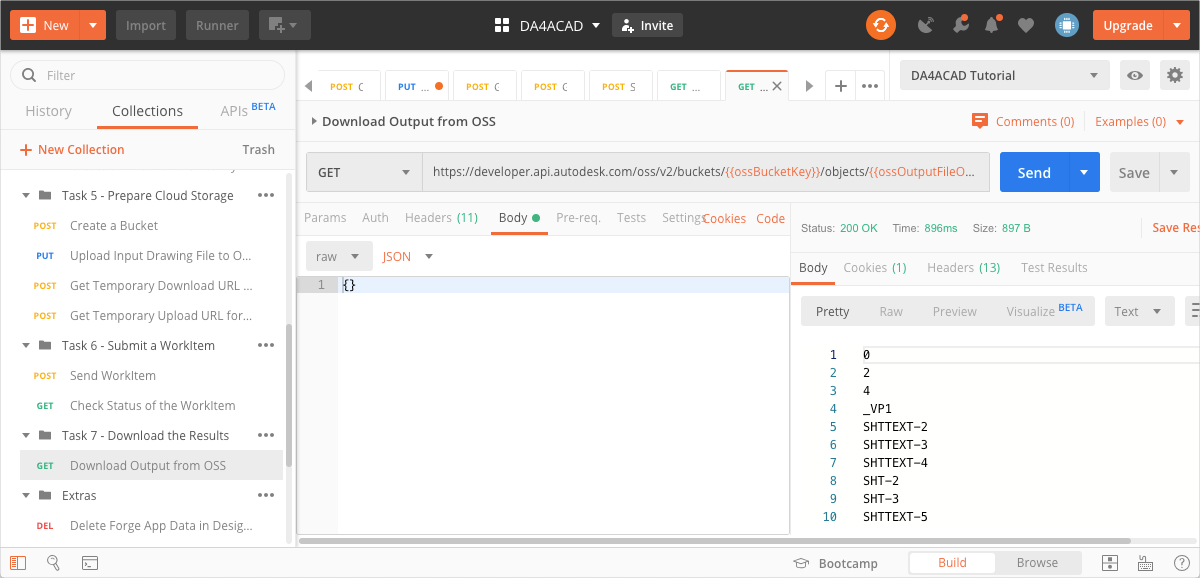 New
Import
Runner
DA4ACAD
Invite
Upgrade
Filter
History
Collections
APIs BETA
New Collection
Trash
Task 5 - Prepare Cloud Storage
POST Create a Bucket
PUT Upload Input Drawing File to O...
POST Get Temporary Download URL ...
POST Get Temporary Upload URL for...
Task 6 - Submit a WorkItem
POST Send WorkItem
GET Check Status of the WorkItem
Task 7 - Download the Results
GET Download Output from OSS
Extras
DEL Delete Forge App Data in Desig...
POST C
PUT ...
POST C
POST C
POST S
GET ...
GET ...
DA4ACAD Tutorial
Download Output from OSS
Comments (0)
Examples (0)
GET
https://developer.api.autodesk.com/oss/v2/buckets/{{ossBucketKey}}/objects/{{ossOutputFileO...
Send
Save
Params
Auth
Headers (11)
Body
Pre-req.
Tests
Settings
Cookies
Code
raw
JSON
1 {}
Status: 200 OK Time: 896ms Size: 897 B
Save Res
Body
Cookies (1)
Headers (13)
Test Results
Pretty
Raw
Preview
Visualize BETA
Text
1 0
2 2
3 4
4 _VP1
5 SHTTEXT-2
6 SHTTEXT-3
7 SHTTEXT-4
8 SHT-2
9 SHT-3
10 SHTTEXT-5
Bootcamp
Build
Browse